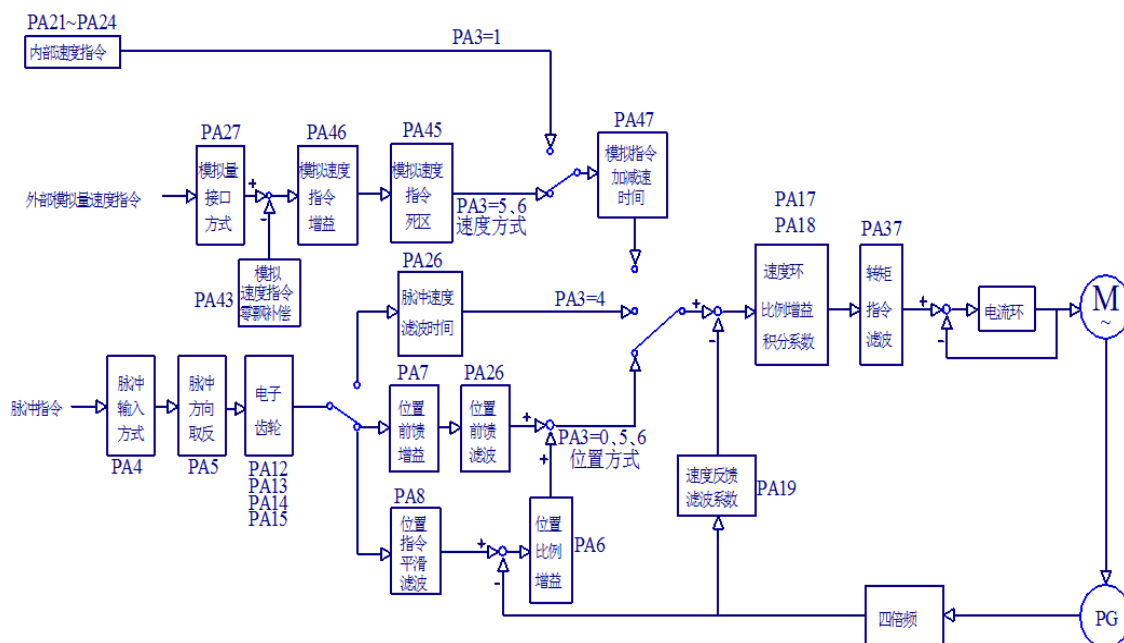 PA21~PA24
内部速度指令
PA3=1
PA27
PA46
PA45
PA47
外部模拟量速度指令
模拟量
接口
方式
+
-
模拟速度
指令
增益
模拟速度
指令
死区
PA3=5、6
速度方式
模拟指令
加减速
时间
PA43
模拟
速度指令
零漂补偿
PA26
脉冲速度
滤波时间
PA3=4
PA17
PA18
速度环
比例增益
积分系数
PA37
转矩
指令
滤波
+
-
+
-
电流环
M
~
脉冲指令
脉冲
输入
方式
PA4
脉冲
方向
取反
PA5
电子
齿轮
PA12
PA13
PA14
PA15
PA7
位置
前馈
增益
PA26
位置
前馈
滤波
+
+
PA3=0、5、6
位置方式
PA8
位置
指令
平滑
滤波
+
-
位置
比例
增益
PA6
速度反馈
滤波系数
PA19
四倍频
PG